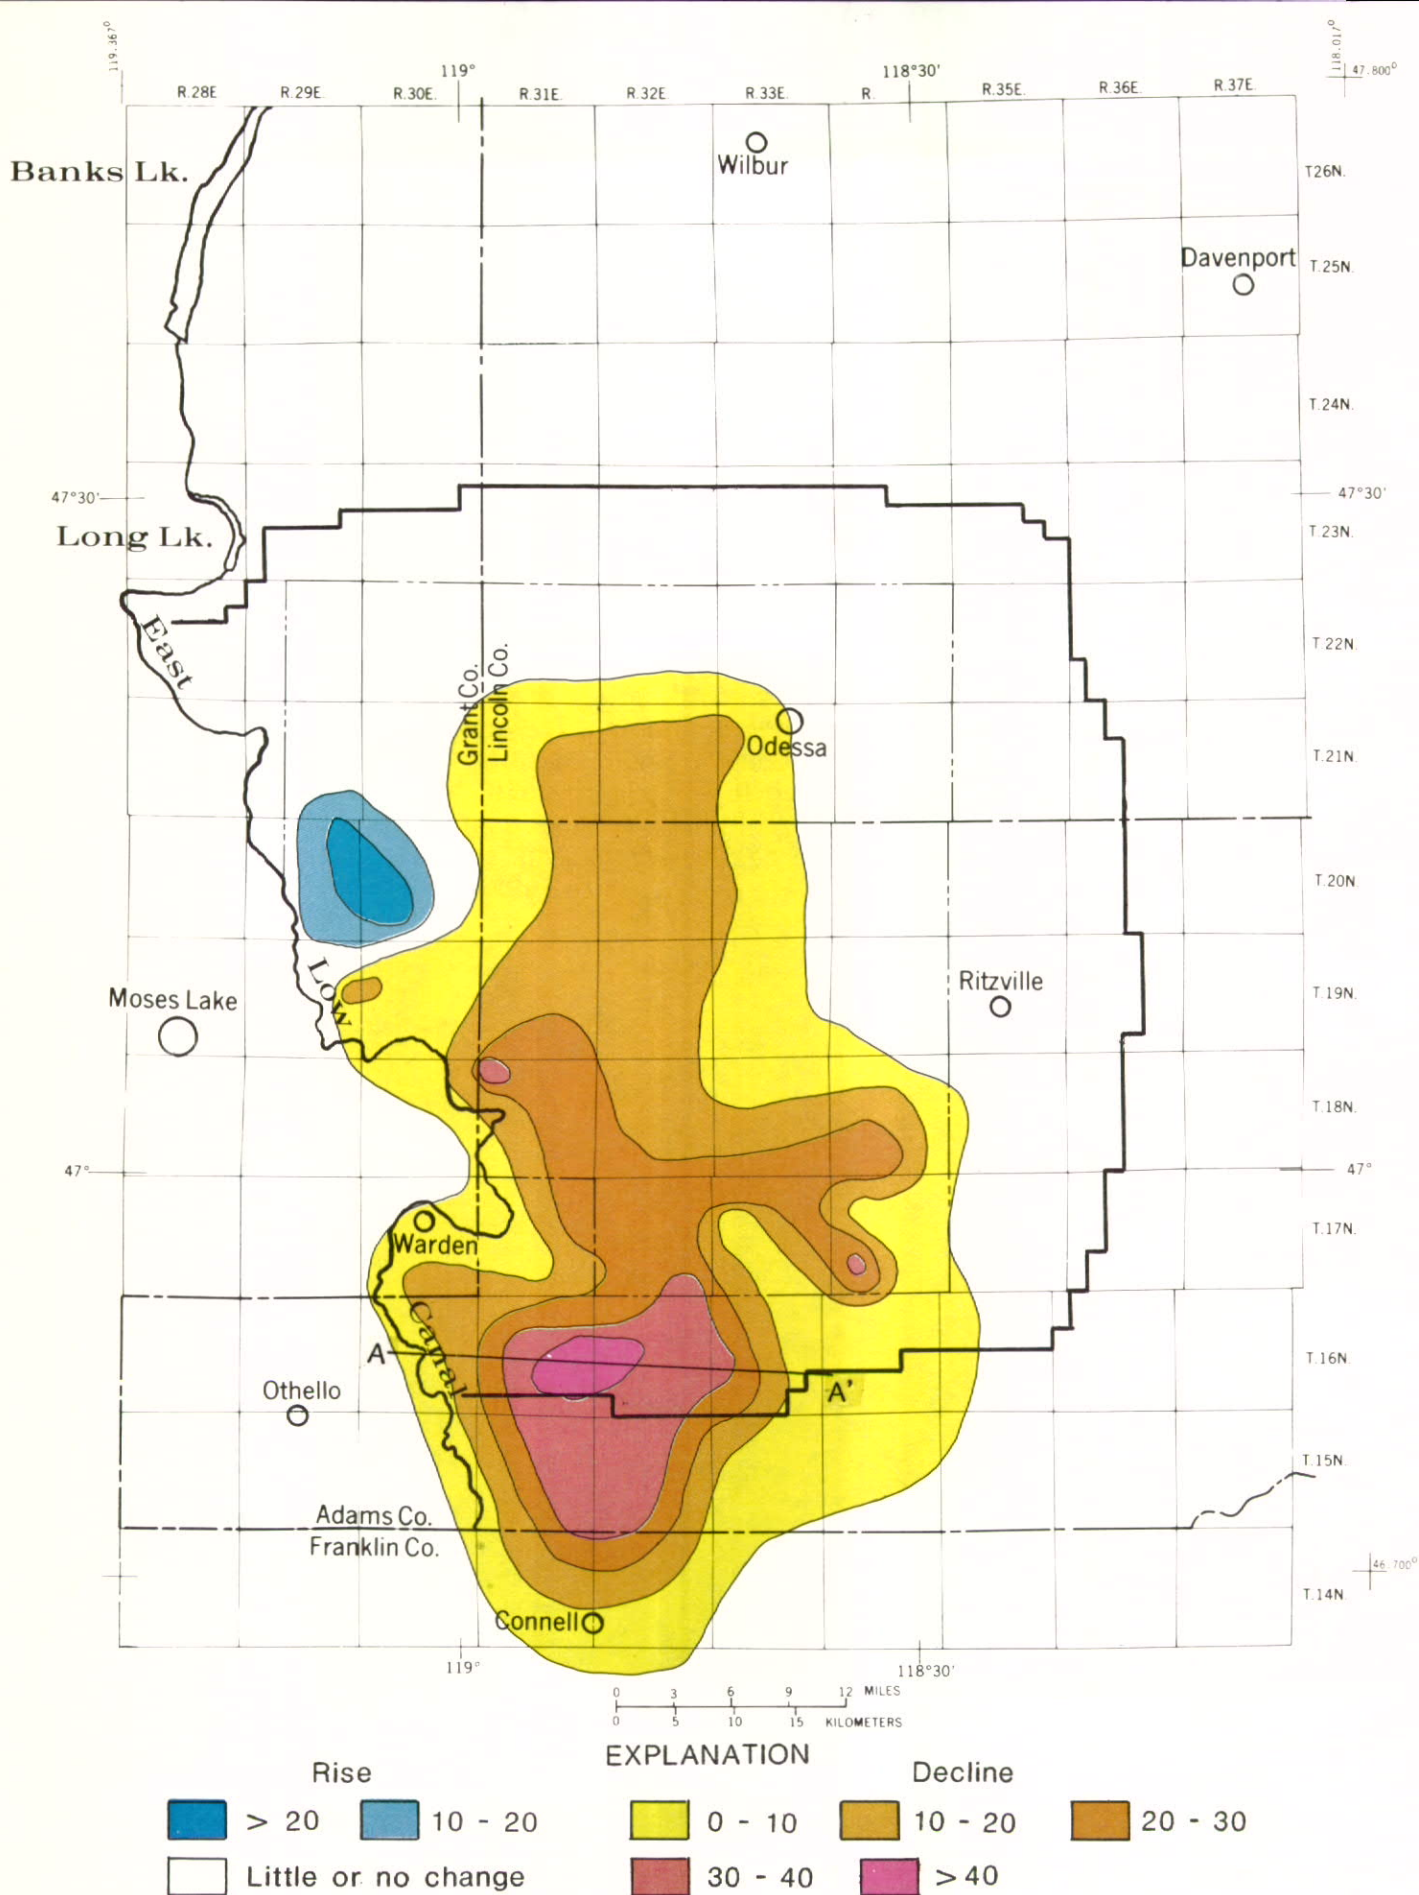 119.367°
118.017°
47.800°
119°
118°30'
R.28E
R.29E.
R.30E.
R.31E.
R.32E.
R.33E.
R.
R.35E.
R.36E.
R.37E.
Banks Lk.
Wilbur
T26N.
Davenport
T.25N.
T.24N.
47°30'
47°30'
Long Lk.
T.23N.
East
T.22N.
Grant Co.
Lincoln Co.
Odessa
T.21N.
T.20N.
Low
Moses Lake
Ritzville
T.19N.
T.18N.
47°
47°
T.17N.
Warden
Canal
A
A'
T.16N
Othello
T.15N.
Adams Co.
Franklin Co.
46.700°
T.14N.
Connell
119°
118°30'
0 3 6 9 12 MILES
0 5 10 15 KILOMETERS
EXPLANATION
Rise
Decline
> 20
10 - 20
0 - 10
10 - 20
20 - 30
Little or no change
30 - 40
> 40